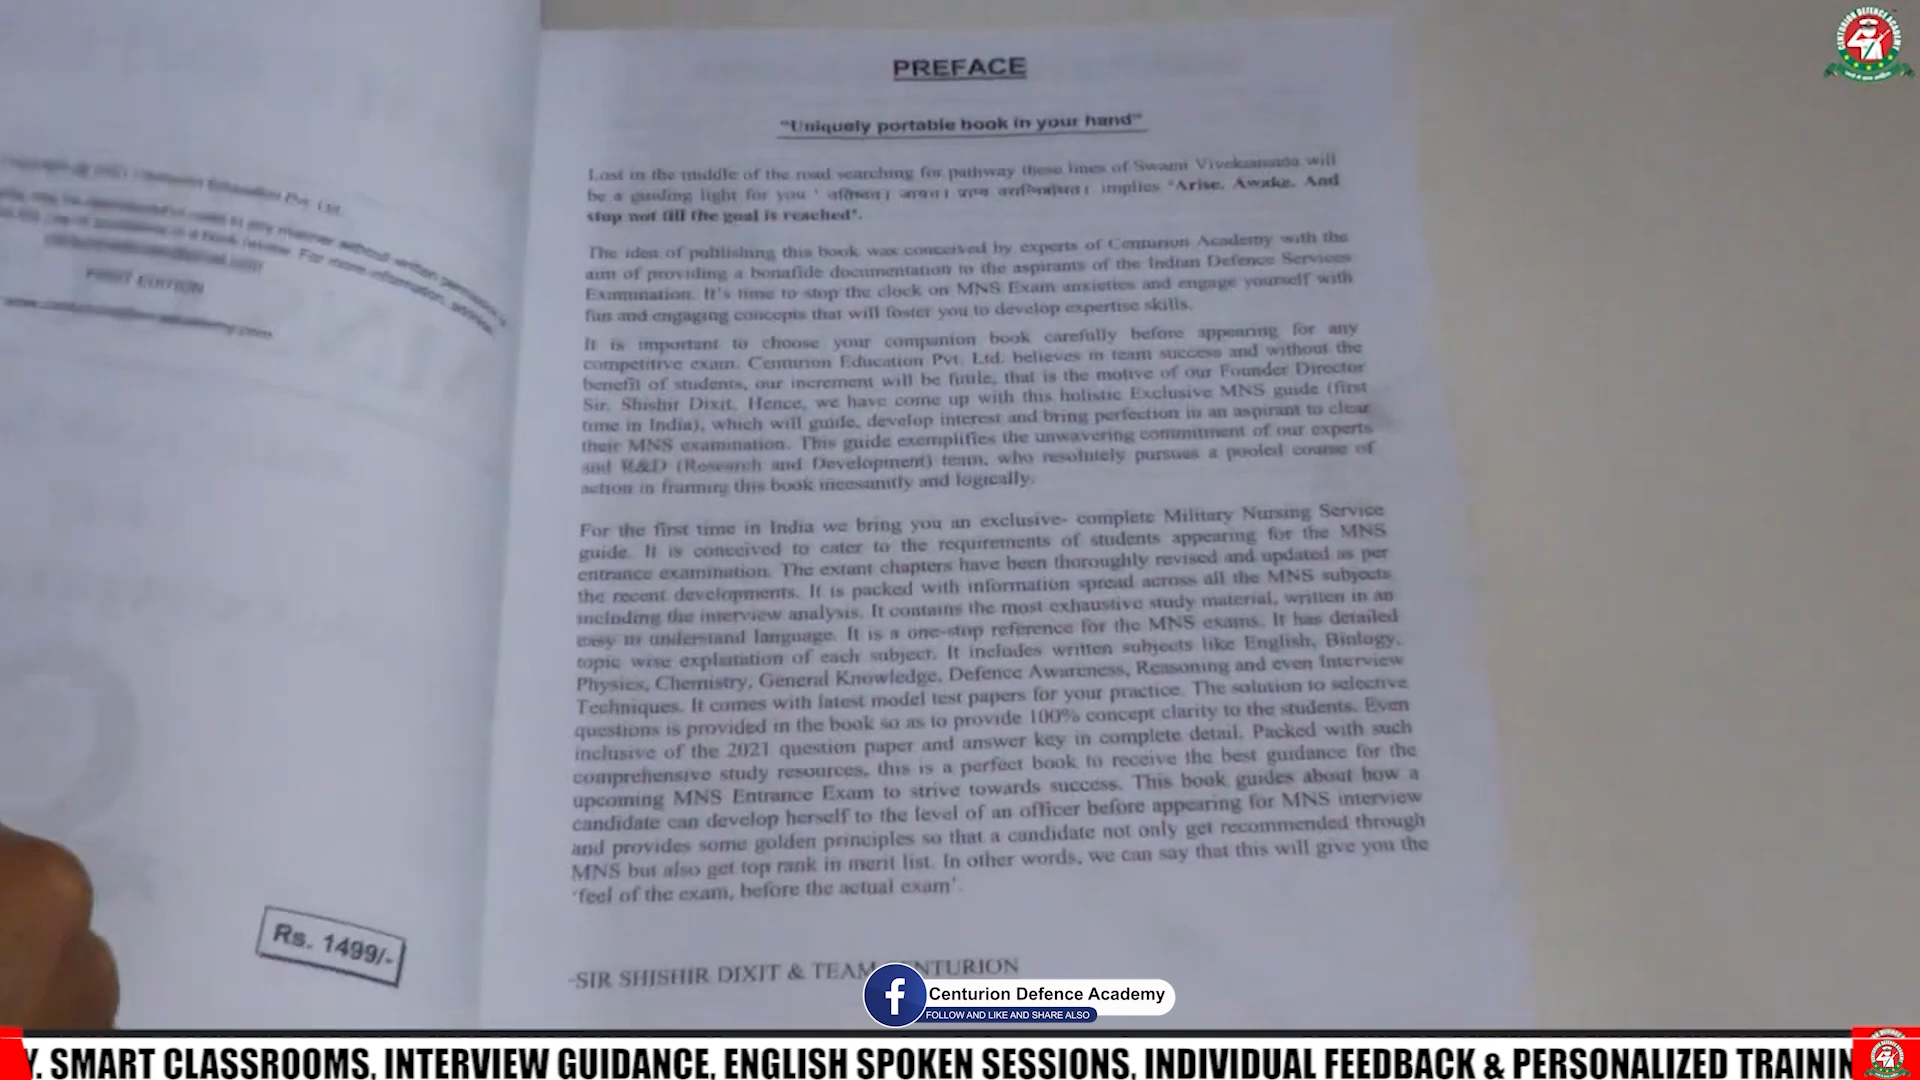 PREFACE
"Uniquely portable book in your hand"
Lost in the middle of the road searching for pathway these lines of Swami Vivekananda will
be a guiding light for you ' implies 'Arise, Awake, And
stop not till the goal is reached'.
The idea of publishing this book was conceived by experts of Centurion Academy with the
aim of providing a bonafide documentation to the aspirants of the Indian Defence Services
Examination. It's time to stop the clock on MNS Exam anxieties and engage yourself with
fun and engaging concepts that will foster you to develop expertise skills.
It is important to choose your companion book carefully before appearing for any
competitive exam. Centurion Education Pvt. Ltd. believes in team success and without the
benefit of students, our increment will be futile, that is the motive of our Founder Director
Sir. Shishir Dixit. Hence, we have come up with this holistic Exclusive MNS guide (first
time in India), which will guide, develop interest and bring perfection in an aspirant to clear
their MNS examination. This guide exemplifies the unwavering commitment of our experts
and R&D (Research and Development) team, who resolutely pursues a pooled course of
action in framing this book incesantly and logically.
For the first time in India we bring you an exclusive- complete Military Nursing Service
guide. It is conceived to cater to the requirements of students appearing for the MNS
entrance examination. The extant chapters have been thoroughly revised and updated as per
the recent developments. It is packed with information spread across all the MNS subjects
including the interview analysis. It contains the most exhaustive study material, written in an
easy to understand language. It is a one-stop reference for the MNS exams. It has detailed
topic wise explanation of each subject. It includes written subjects like English, Biology,
Physics, Chemistry, General Knowledge, Defence Awareness, Reasoning and even Interview
Techniques. It comes with latest model test papers for your practice. The solution to selective
questions is provided in the book so as to provide 100% concept clarity to the students. Even
inclusive of the 2021 question paper and answer key in complete detail. Packed with such
comprehensive study resources, this is a perfect book to receive the best guidance for the
upcoming MNS Entrance Exam to strive towards success. This book guides about how a
candidate can develop herself to the level of an officer before appearing for MNS interview
and provides some golden principles so that a candidate not only get recommended through
MNS but also get top rank in merit list. In other words, we can say that this will give you the
'feel of the exam, before the actual exam'.
-SIR SHISHIR DIXIT & TEAM CENTURION
FIRST EDITION
Rs. 1499/-
CENTURION DEFENCE ACADEMY
Centurion Defence Academy
FOLLOW AND LIKE AND SHARE ALSO
Y. SMART CLASSROOMS, INTERVIEW GUIDANCE, ENGLISH SPOKEN SESSIONS, INDIVIDUAL FEEDBACK & PERSONALIZED TRAININ